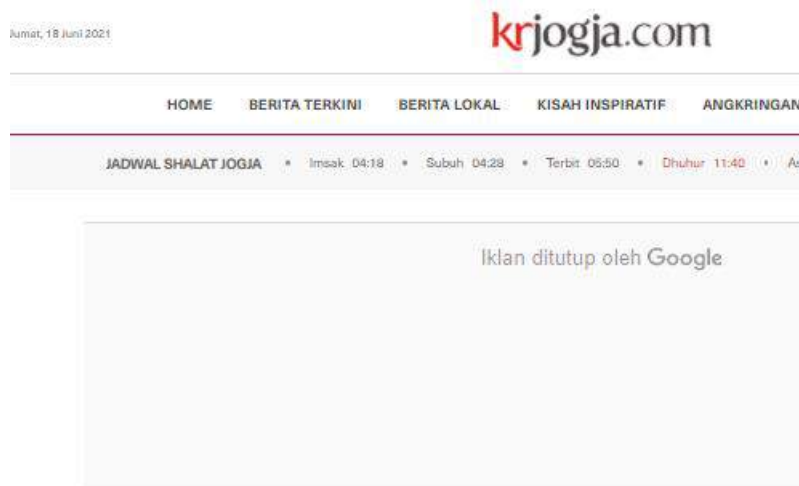 Jumat, 18 Juni 2021
krjogja.com
HOME BERITA TERKINI BERITA LOKAL KISAH INSPIRATIF ANGKRINGAN
JADWAL SHALAT JOGJA • Imsak 04:18 • Subuh 04:28 • Terbit 05:50 • Dhuhur 11:40 • As
Iklan ditutup oleh Google